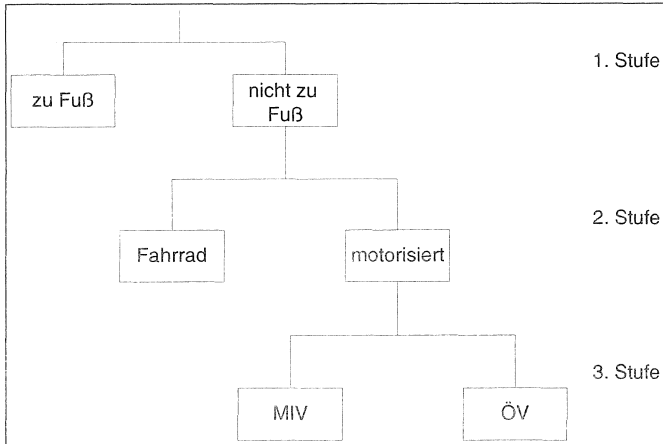 1. Stufe
zu Fuß
nicht zu
Fuß
2. Stufe
Fahrrad
motorisiert
3. Stufe
MIV
ÖV